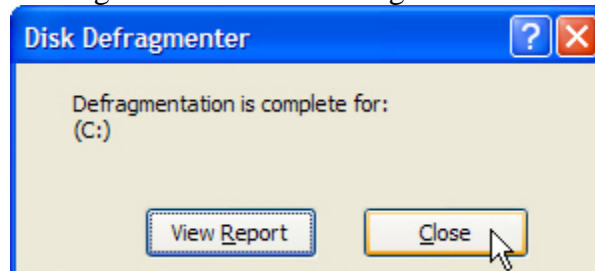 Disk Defragmenter
Defragmentation is complete for:
(C:)
View Report
Close